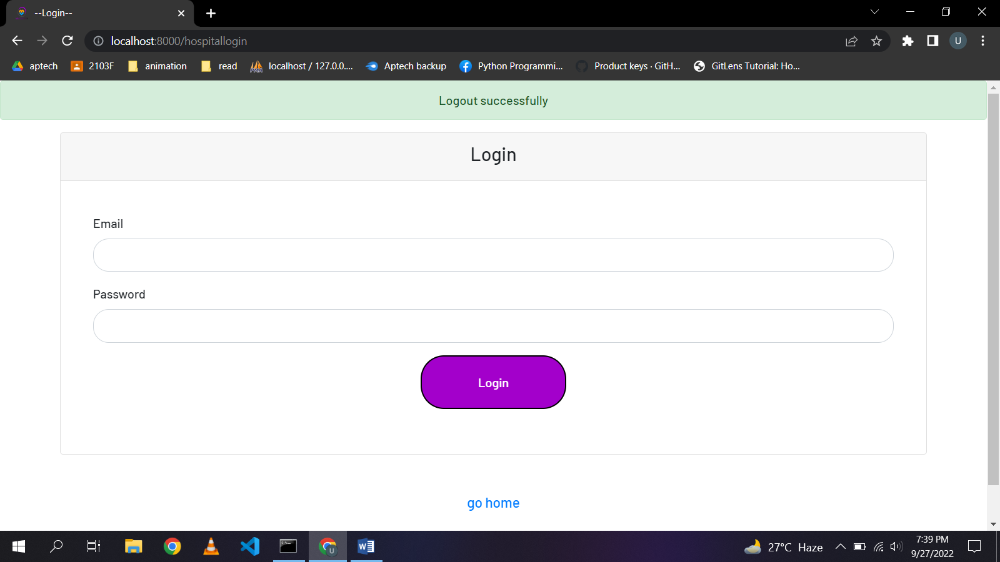 --Login--
localhost:8000/hospitallogin
U
aptech
2103F
animation
read
localhost / 127.0.0....
Aptech backup
Python Programmi...
Product keys · GitH...
GitLens Tutorial: Ho...
Logout successfully
Login
Email
Password
Login
go home
27°C Haze
7:39 PM
9/27/2022